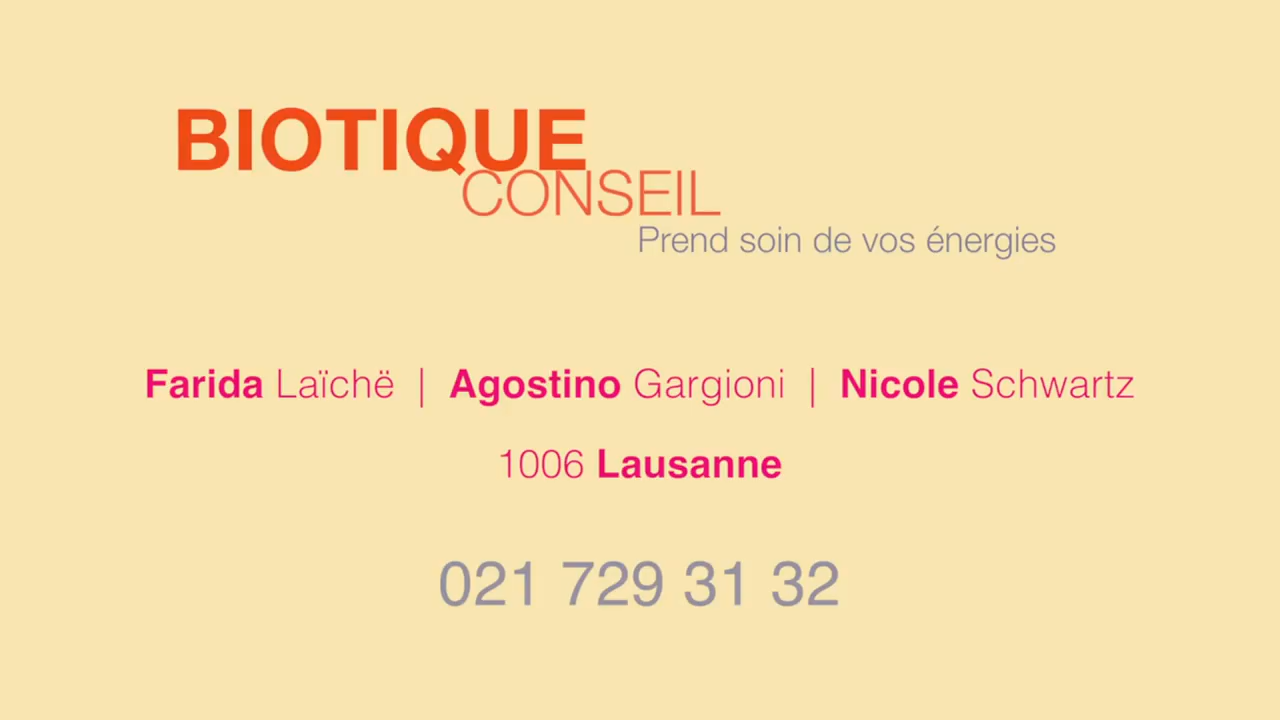 BIOTIQUE
CONSEIL
Prend soin de vos énergies
Farida Laïchë | Agostino Gargioni | Nicole Schwartz
1006 Lausanne
021 729 31 32